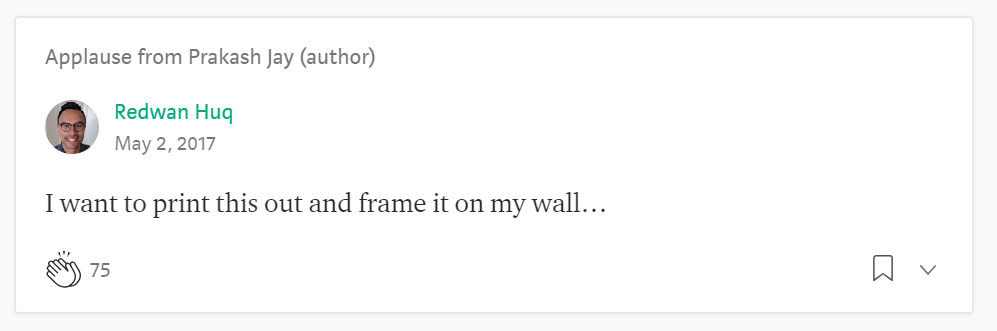 Applause from Prakash Jay (author)
Redwan Huq
May 2, 2017
I want to print this out and frame it on my wall…
75